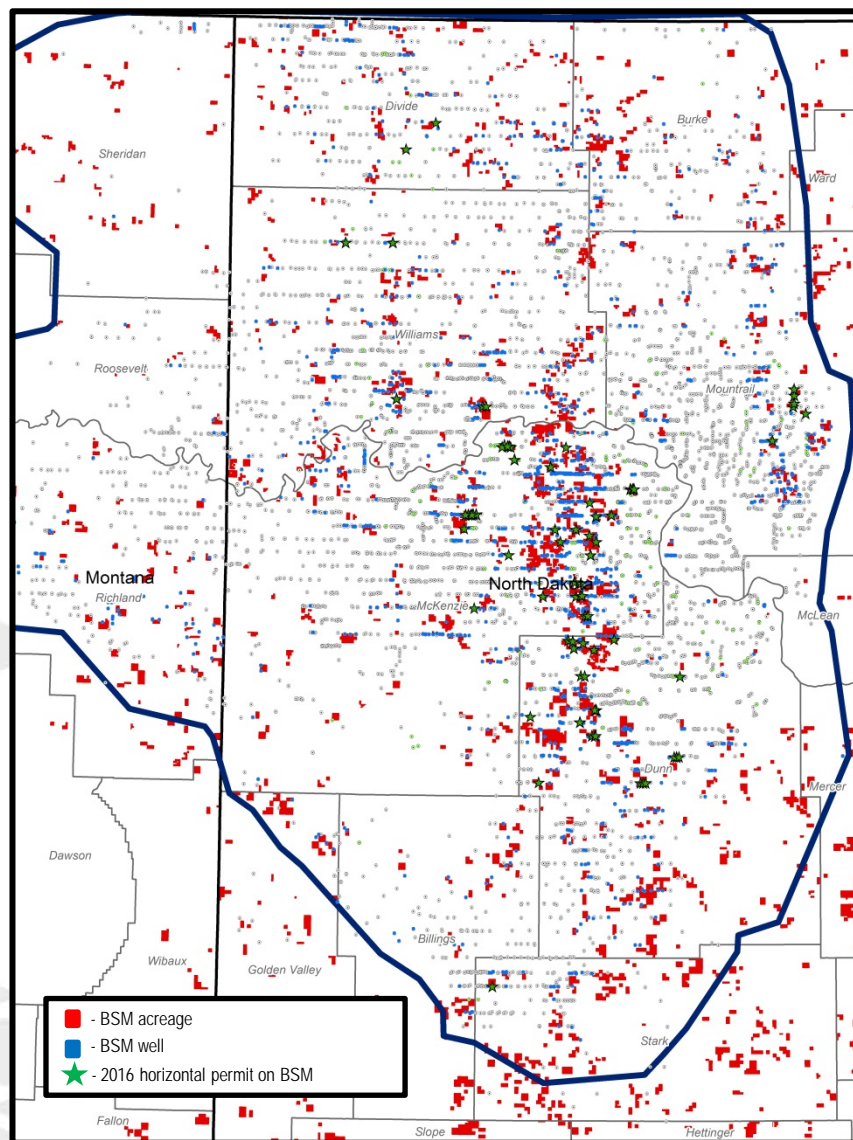 Divide
Burke
Sheridan
Ward
Williams
Roosevelt
Mountrail
Montana
Richland
North Dakota
McKenzie
McLean
Dunn
Mercer
Dawson
Billings
Wibaux
Golden Valley
Stark
- BSM acreage
- BSM well
- 2016 horizontal permit on BSM
Fallon
Slope
Hettinger